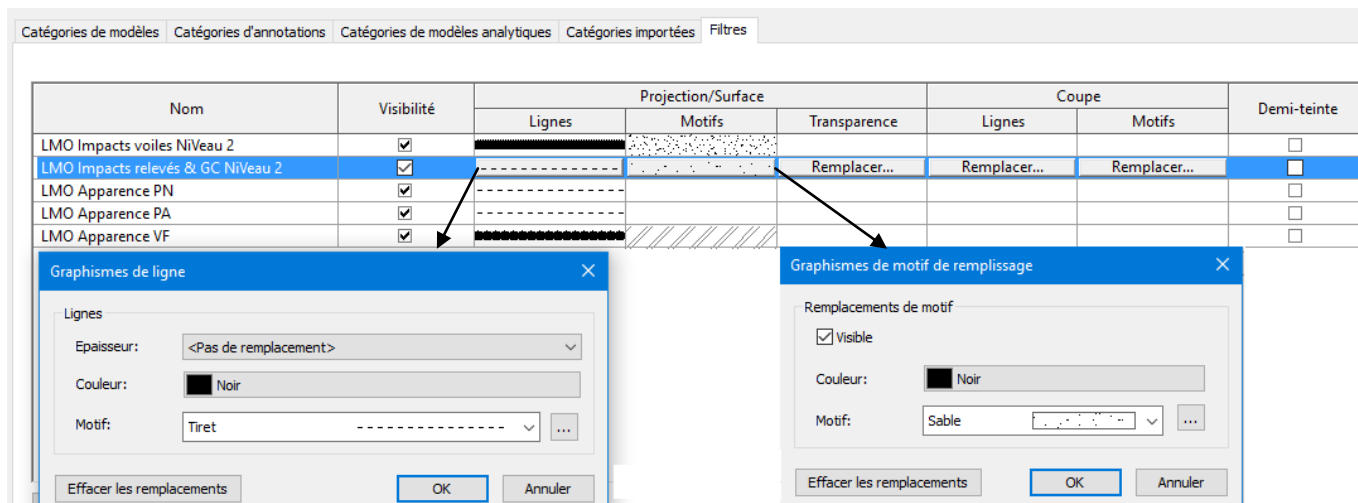 Catégories de modèles Catégories d'annotations Catégories de modèles analytiques Catégories importées Filtres
Nom Visibilité Projection/Surface Coupe Demi-teinte
Lignes Motifs Transparence Lignes Motifs
LMO Impacts voiles NiVeau 2
LMO Impacts relevés & GC NiVeau 2 Remplacer... Remplacer... Remplacer...
LMO Apparence PN
LMO Apparence PA
LMO Apparence VF
Graphismes de ligne
Lignes
Epaisseur: <Pas de remplacement>
Couleur: Noir
Motif: Tiret ...
Effacer les remplacements OK Annuler
Graphismes de motif de remplissage
Remplacements de motif
Visible
Couleur: Noir
Motif: Sable ...
Effacer les remplacements OK Annuler